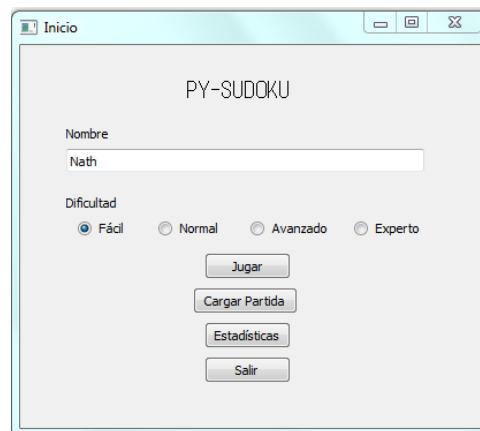 Inicio
PY-SUDOKU
Nombre
Nath
Dificultad
Fácil Normal Avanzado Experto
Jugar
Cargar Partida
Estadísticas
Salir